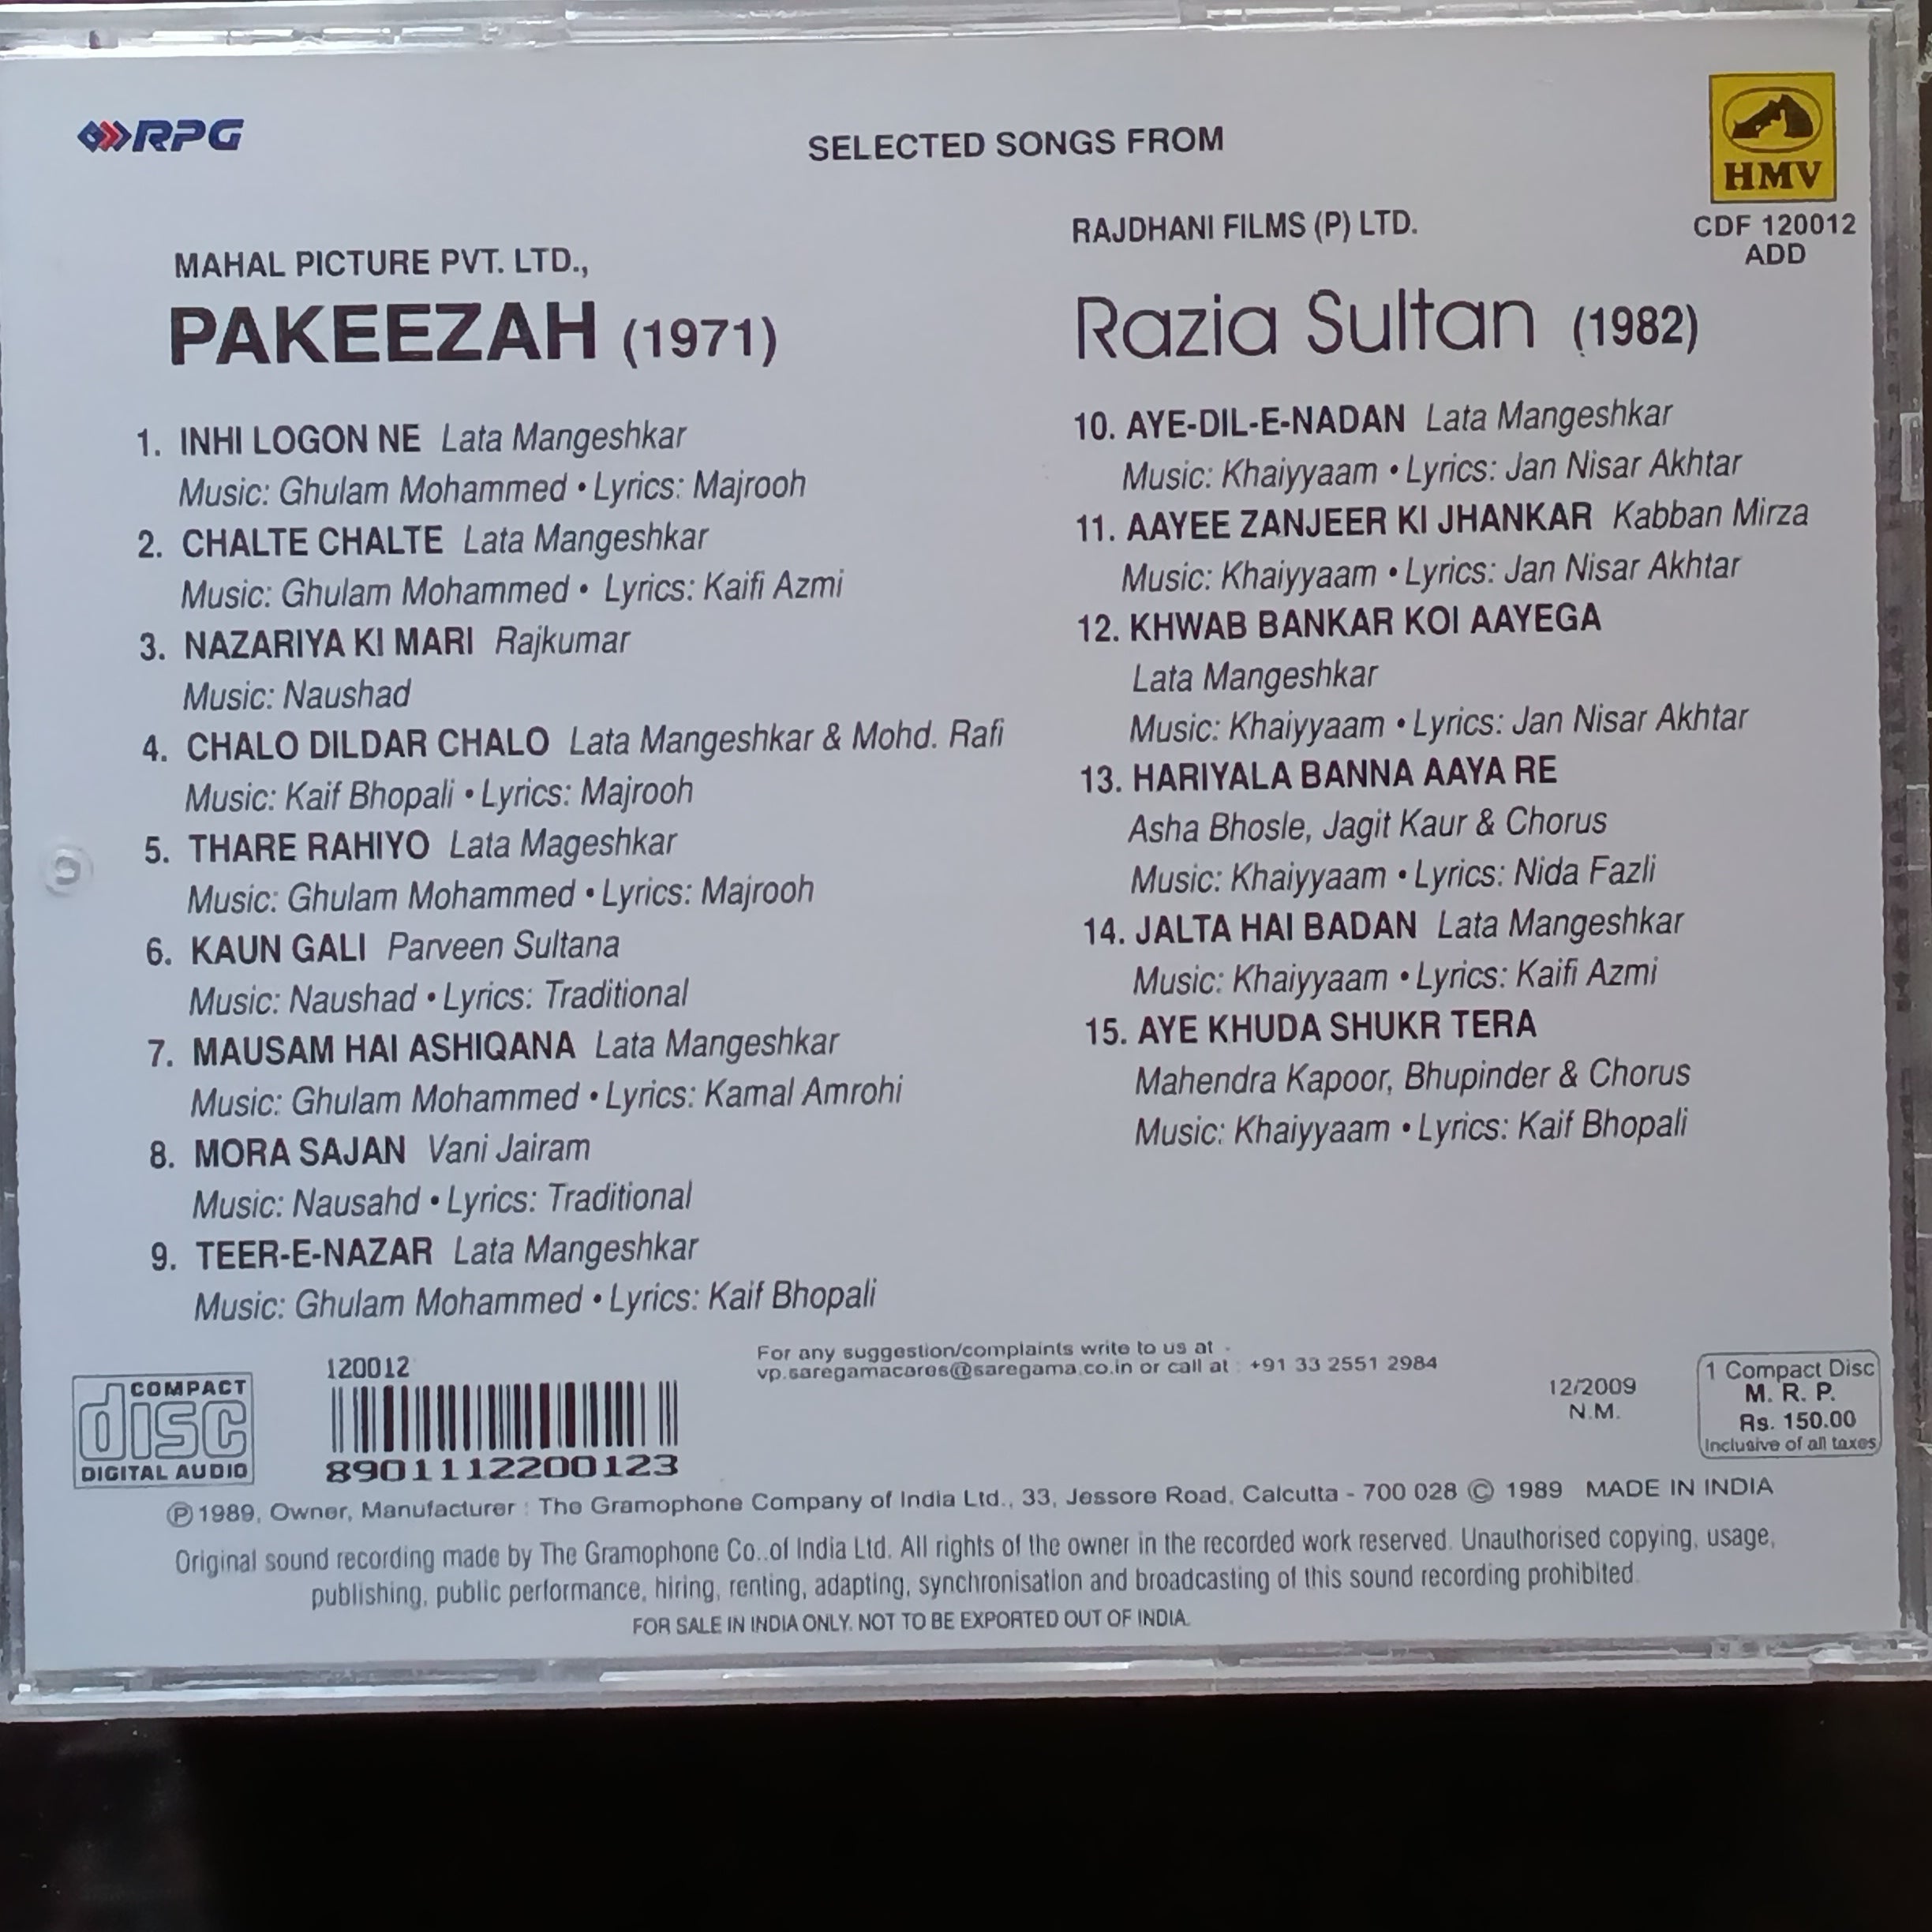 RPG
SELECTED SONGS FROM
HMV
CDF 120012
ADD
MAHAL PICTURE PVT. LTD.,
PAKEEZAH (1971)
1. INHI LOGON NE Lata Mangeshkar
Music: Ghulam Mohammed • Lyrics: Majrooh
2. CHALTE CHALTE Lata Mangeshkar
Music: Ghulam Mohammed • Lyrics: Kaifi Azmi
3. NAZARIYA KI MARI Rajkumar
Music: Naushad
4. CHALO DILDAR CHALO Lata Mangeshkar & Mohd. Rafi
Music: Kaif Bhopali • Lyrics: Majrooh
5. THARE RAHIYO Lata Mageshkar
Music: Ghulam Mohammed • Lyrics: Majrooh
6. KAUN GALI Parveen Sultana
Music: Naushad • Lyrics: Traditional
7. MAUSAM HAI ASHIQANA Lata Mangeshkar
Music: Ghulam Mohammed • Lyrics: Kamal Amrohi
8. MORA SAJAN Vani Jairam
Music: Nausahd • Lyrics: Traditional
9. TEER-E-NAZAR Lata Mangeshkar
Music: Ghulam Mohammed • Lyrics: Kaif Bhopali
RAJDHANI FILMS (P) LTD.
Razia Sultan (1982)
10. AYE-DIL-E-NADAN Lata Mangeshkar
Music: Khaiyyaam • Lyrics: Jan Nisar Akhtar
11. AAYEE ZANJEER KI JHANKAR Kabban Mirza
Music: Khaiyyaam • Lyrics: Jan Nisar Akhtar
12. KHWAB BANKAR KOI AAYEGA
Lata Mangeshkar
Music: Khaiyyaam • Lyrics: Jan Nisar Akhtar
13. HARIYALA BANNA AAYA RE
Asha Bhosle, Jagit Kaur & Chorus
Music: Khaiyyaam • Lyrics: Nida Fazli
14. JALTA HAI BADAN Lata Mangeshkar
Music: Khaiyyaam • Lyrics: Kaifi Azmi
15. AYE KHUDA SHUKR TERA
Mahendra Kapoor, Bhupinder & Chorus
Music: Khaiyyaam • Lyrics: Kaif Bhopali
COMPACT
disc
DIGITAL AUDIO
120012
8901112200123
For any suggestion/complaints write to us at -
vp.saregamacares@saregama.co.in or call at : +91 33 2551 2984
12/2009
N.M.
1 Compact Disc
M. R. P.
Rs. 150.00
Inclusive of all taxes
℗ 1989, Owner, Manufacturer : The Gramophone Company of India Ltd., 33, Jessore Road, Calcutta - 700 028 © 1989 MADE IN INDIA
Original sound recording made by The Gramophone Co..of India Ltd. All rights of the owner in the recorded work reserved. Unauthorised copying, usage,
publishing, public performance, hiring, renting, adapting, synchronisation and broadcasting of this sound recording prohibited.
FOR SALE IN INDIA ONLY. NOT TO BE EXPORTED OUT OF INDIA.